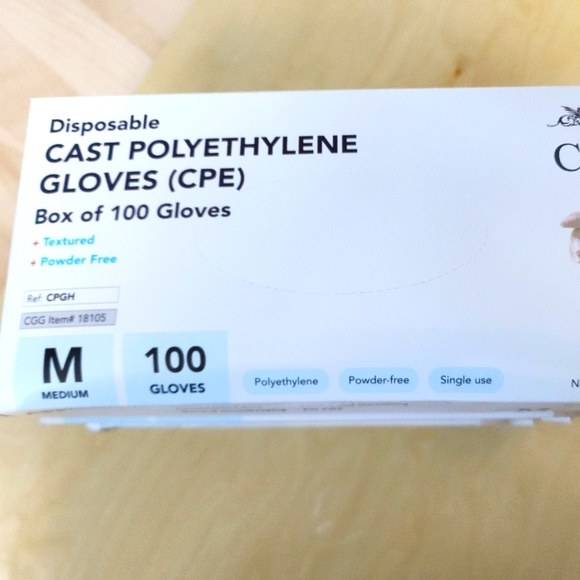 Disposable
CAST POLYETHYLENE
GLOVES (CPE)
Box of 100 Gloves
+ Textured
+ Powder Free
Ref: CPGH
CGG Item# 18105
M
MEDIUM
100
GLOVES
Polyethylene
Powder-free
Single use
C
N